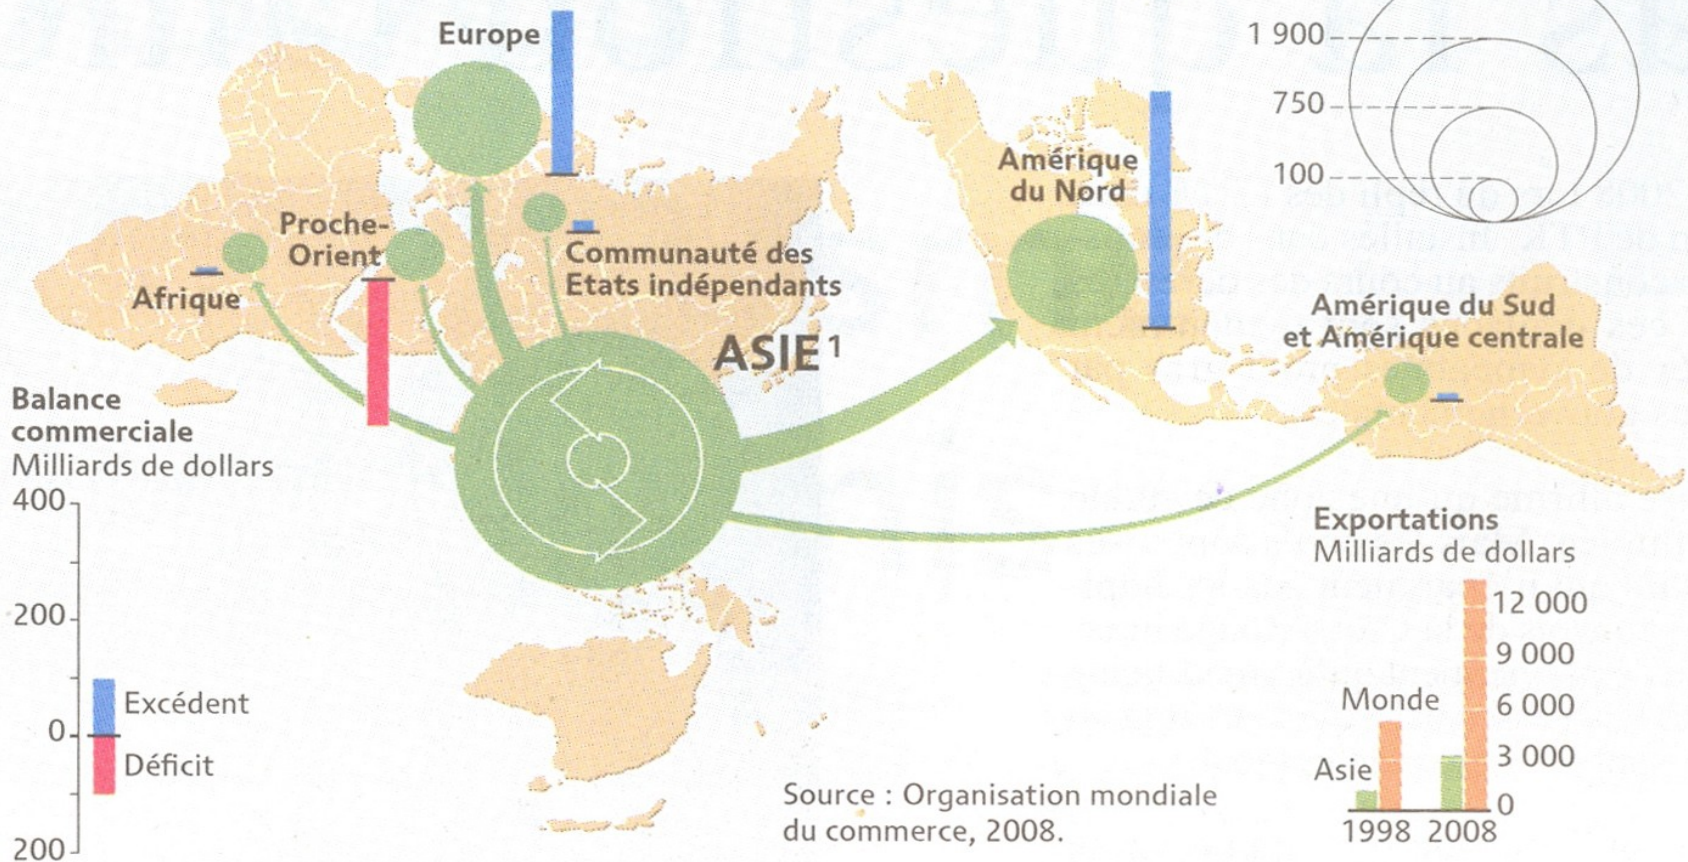 Europe
1 900
750
100
Amérique
du Nord
Proche-
Orient
Communauté des
Etats indépendants
Afrique
Amérique du Sud
et Amérique centrale
ASIE 1
Balance
commerciale
Milliards de dollars
400
200
0
200
Excédent
Déficit
Exportations
Milliards de dollars
12 000
9 000
6 000
3 000
0
Monde
Asie
1998 2008
Source : Organisation mondiale
du commerce, 2008.